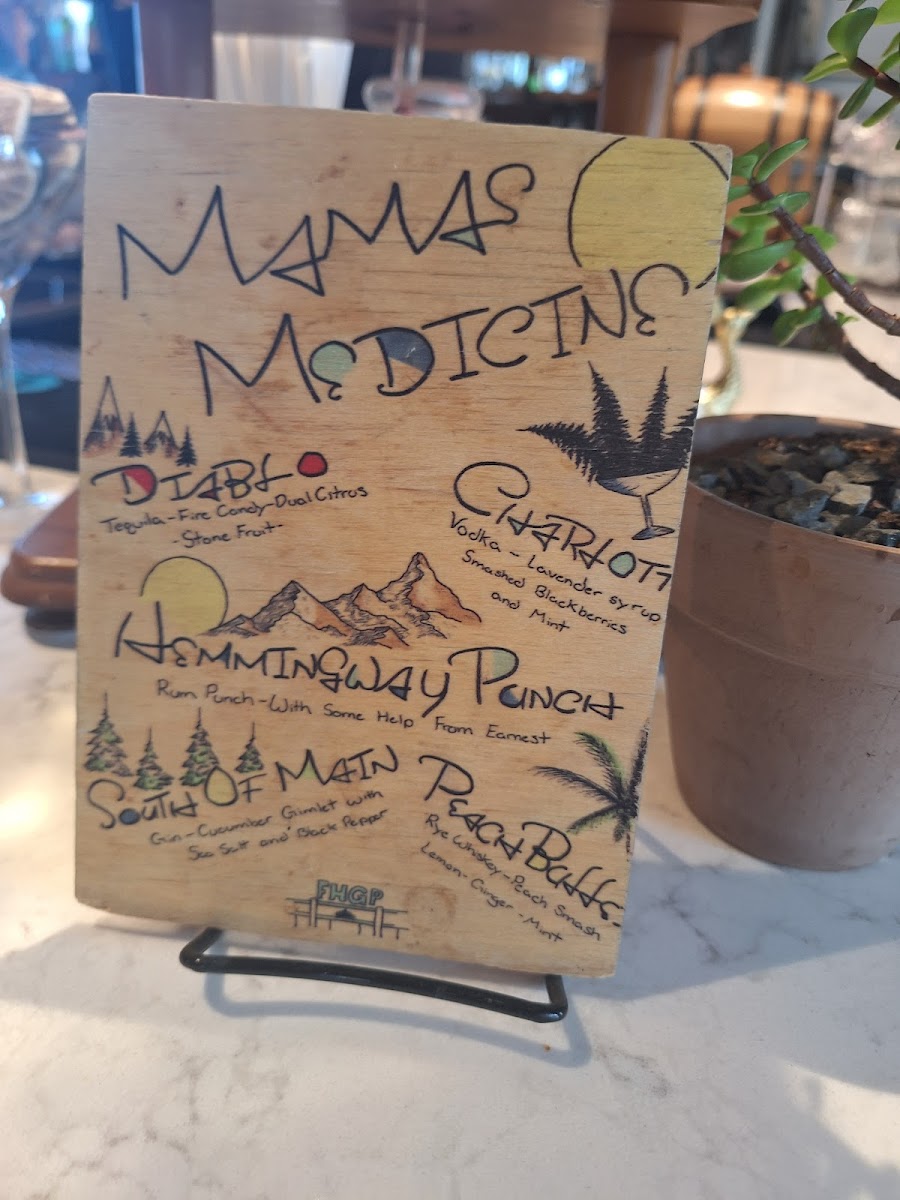 MAMAS
MEDICINE
DIABLO
Tequila-Fire Candy-Dual Citrus
-Stone Fruit-
CHARLOTT
Vodka - Lavender syrup
Smashed Blackberries
and Mint
HEMMINGWAY PUNCH
Rum Punch-With Some Help From Earnest
SOUTH OF MAIN
Gin-Cucumber Gimlet with
Sea Salt and Black Pepper
PEACH
Rye Whiskey-Peach Smash
Lemon-Ginger-Mint
FHGP